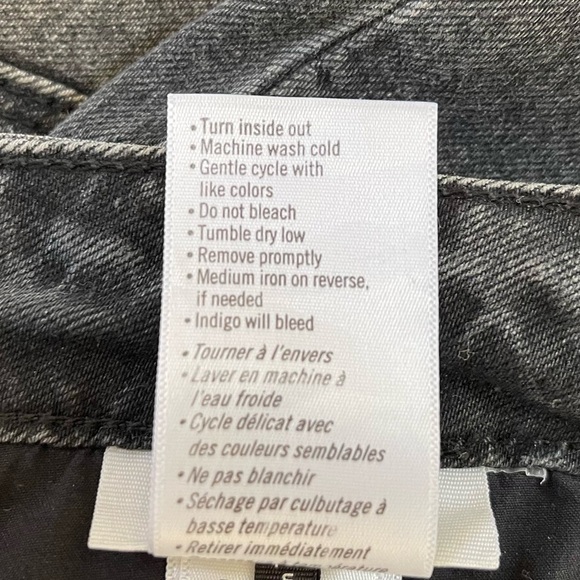 • Turn inside out
• Machine wash cold
• Gentle cycle with
like colors
• Do not bleach
• Tumble dry low
• Remove promptly
• Medium iron on reverse,
if needed
• Indigo will bleed
• Tourner à l'envers
• Laver en machine à
l'eau froide
• Cycle délicat avec
des couleurs semblables
• Ne pas blanchir
• Séchage par culbutage à
basse temperature
• Retirer immédiatement